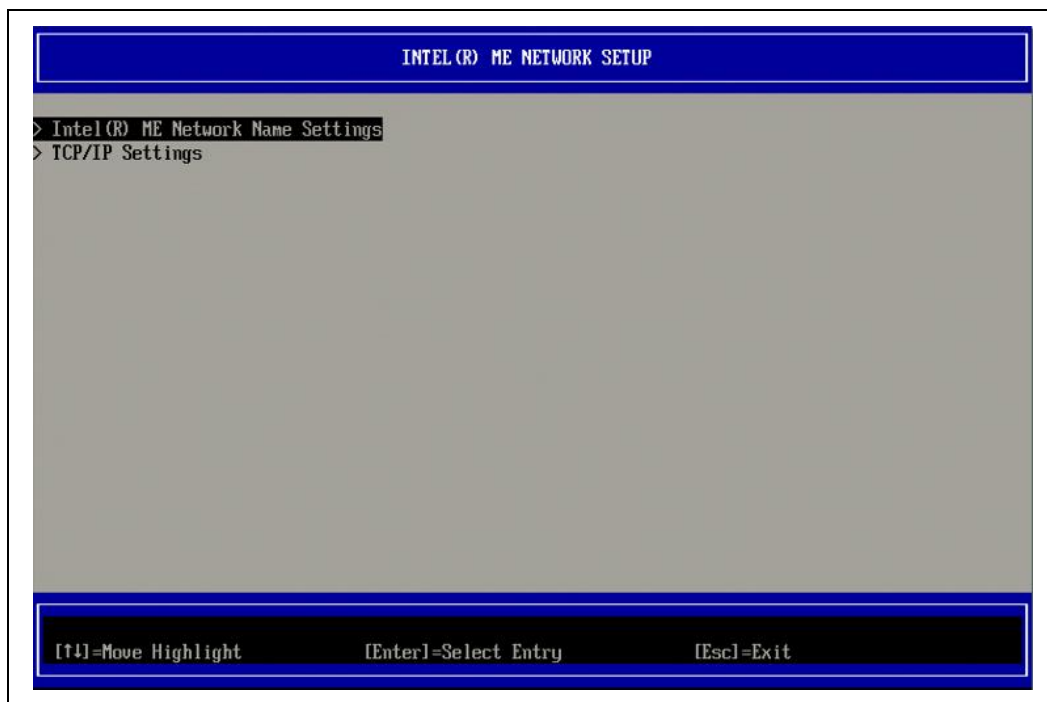 INTEL(R) ME NETWORK SETUP
> Intel(R) ME Network Name Settings
> TCP/IP Settings
[↑↓]=Move Highlight [Enter]=Select Entry [Esc]=Exit